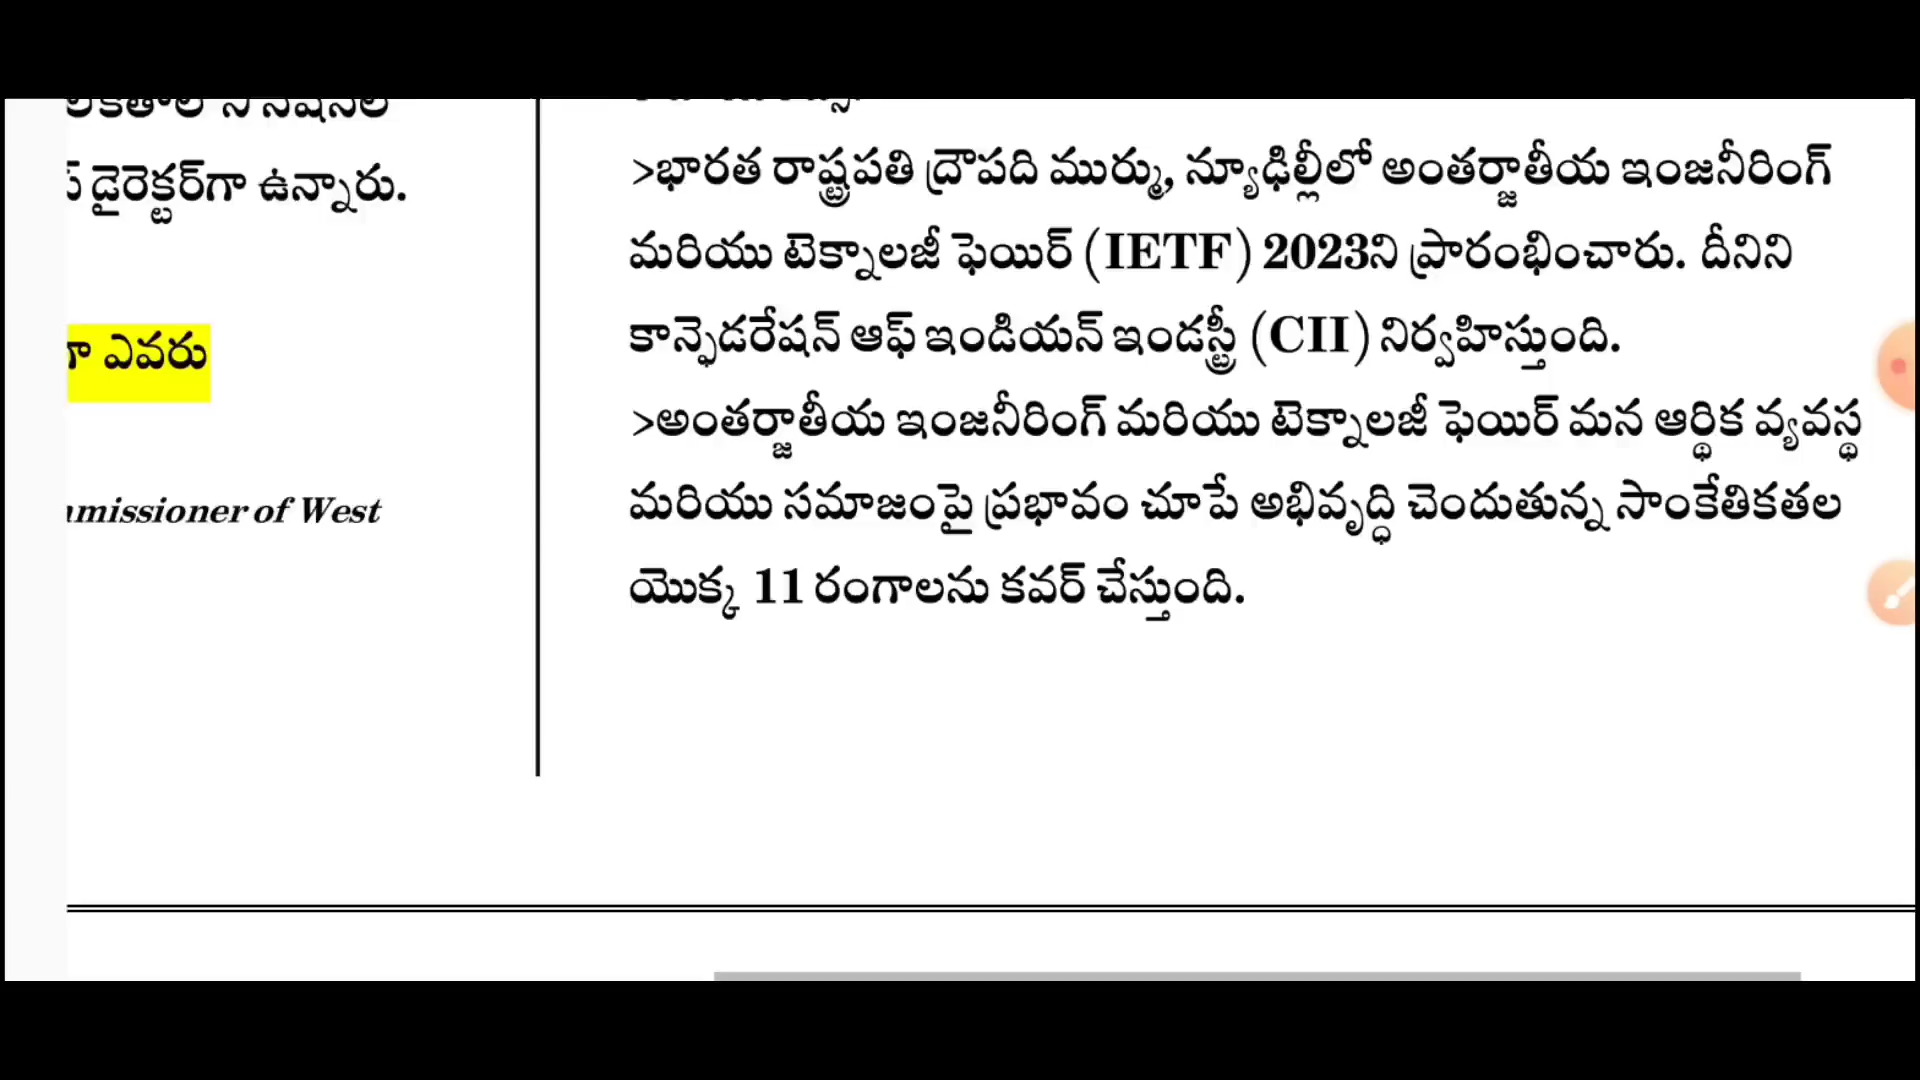 డైరెక్టర్‌గా ఉన్నారు.
ఎవరు
of West
>భారత రాష్ట్రపతి ద్రౌపది ముర్ము, న్యూఢిల్లీలో అంతర్జాతీయ ఇంజనీరింగ్
మరియు టెక్నాలజీ ఫెయిర్ (IETF) 2023ని ప్రారంభించారు. దీనిని
కాన్ఫెడరేషన్ ఆఫ్ ఇండియన్ ఇండస్ట్రీ (CII) నిర్వహిస్తుంది.
>అంతర్జాతీయ ఇంజనీరింగ్ మరియు టెక్నాలజీ ఫెయిర్ మన ఆర్థిక వ్యవస్థ
మరియు సమాజంపై ప్రభావం చూపే అభివృద్ధి చెందుతున్న సాంకేతికతల
యొక్క 11 రంగాలను కవర్ చేస్తుంది.